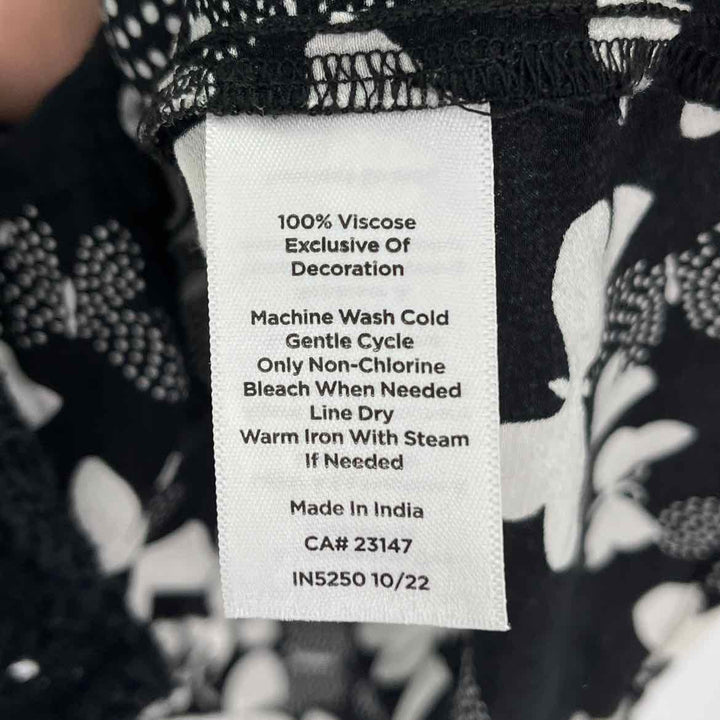 100% Viscose
Exclusive Of
Decoration
Machine Wash Cold
Gentle Cycle
Only Non-Chlorine
Bleach When Needed
Line Dry
Warm Iron With Steam
If Needed
Made In India
CA# 23147
IN5250 10/22